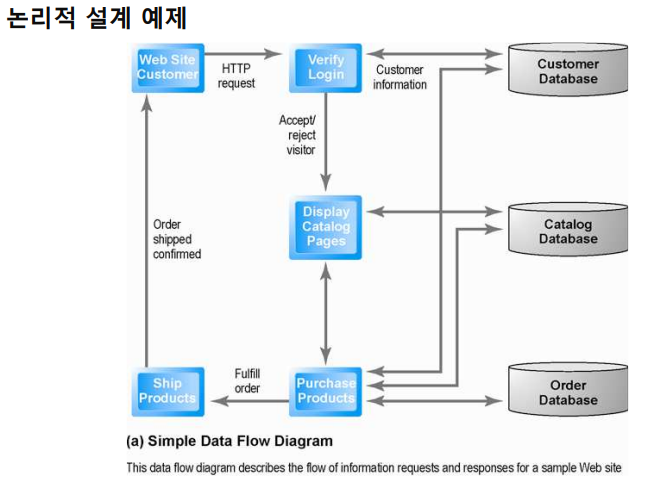 논리적 설계 예제
Web Site
Customer
HTTP
request
Verify
Login
Customer
information
Customer
Database
Accept/
reject
visitor
Display
Catalog
Pages
Catalog
Database
Order
shipped
confirmed
Ship
Products
Fulfill
order
Purchase
Products
Order
Database
(a) Simple Data Flow Diagram
This data flow diagram describes the flow of information requests and responses for a sample Web site